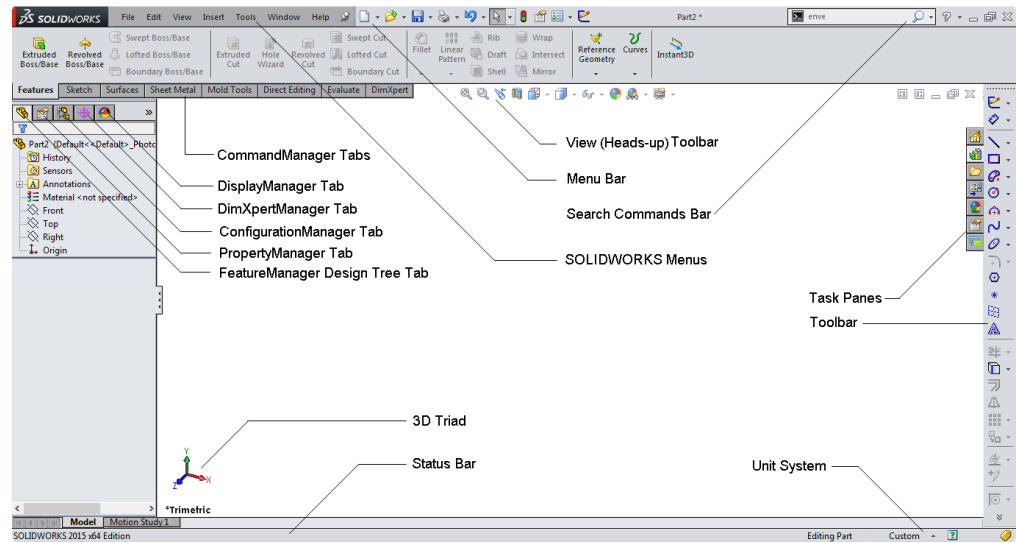 SOLIDWORKS File Edit View Insert Tools Window Help Part2 * enve
Extruded Boss/Base
Revolved Boss/Base
Swept Boss/Base
Lofted Boss/Base
Boundary Boss/Base
Extruded Cut
Hole Wizard
Revolved Cut
Swept Cut
Lofted Cut
Boundary Cut
Fillet
Linear Pattern
Rib
Draft
Shell
Wrap
Intersect
Mirror
Reference Geometry
Curves
Instant3D
Features Sketch Surfaces Sheet Metal Mold Tools Direct Editing Evaluate DimXpert
Part2 (Default<<Default>_Photo
History
Sensors
Annotations
Material <not specified>
Front
Top
Right
Origin
CommandManager Tabs
DisplayManager Tab
DimXpertManager Tab
ConfigurationManager Tab
PropertyManager Tab
FeatureManager Design Tree Tab
View (Heads-up) Toolbar
Menu Bar
Search Commands Bar
SOLIDWORKS Menus
Task Panes
Toolbar
3D Triad
Status Bar
Unit System
Y
X
Z
*Trimetric
Model Motion Study 1
SOLIDWORKS 2015 x64 Edition Editing Part Custom